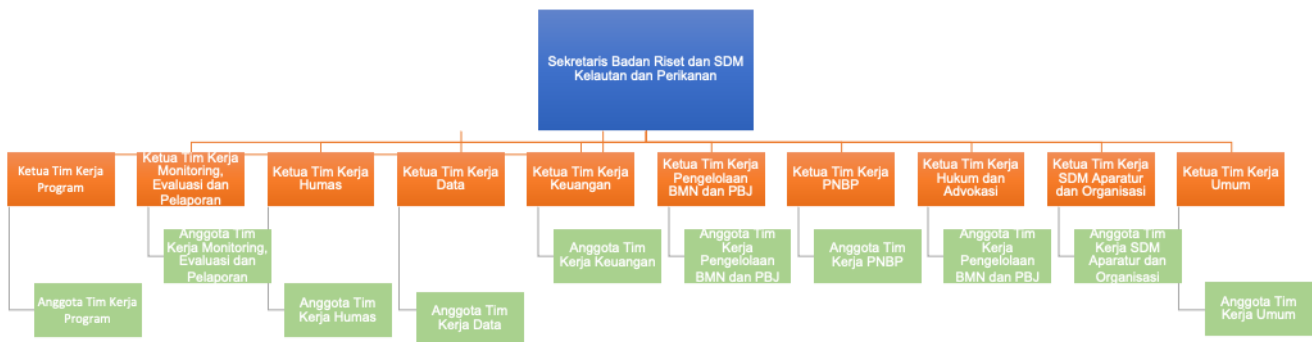 Sekretaris Badan Riset dan SDM
Kelautan dan Perikanan
Ketua Tim Kerja
Program
Ketua Tim Kerja
Monitoring,
Evaluasi dan
Pelaporan
Ketua Tim Kerja
Humas
Ketua Tim Kerja
Data
Ketua Tim Kerja
Keuangan
Ketua Tim Kerja
Pengelolaan
BMN dan PBJ
Ketua Tim Kerja
PNBP
Ketua Tim Kerja
Hukum dan
Advokasi
Ketua Tim Kerja
SDM Aparatur
dan Organisasi
Ketua Tim Kerja
Umum
Anggota Tim
Kerja Monitoring,
Evaluasi dan
Pelaporan
Anggota Tim
Kerja Keuangan
Anggota Tim
Kerja
Pengelolaan
BMN dan PBJ
Anggota Tim
Kerja PNBP
Anggota Tim
Kerja
Pengelolaan
BMN dan PBJ
Anggota Tim
Kerja SDM
Aparatur dan
Organisasi
Anggota Tim Kerja
Program
Anggota Tim
Kerja Humas
Anggota Tim
Kerja Data
Anggota Tim
Kerja Umum